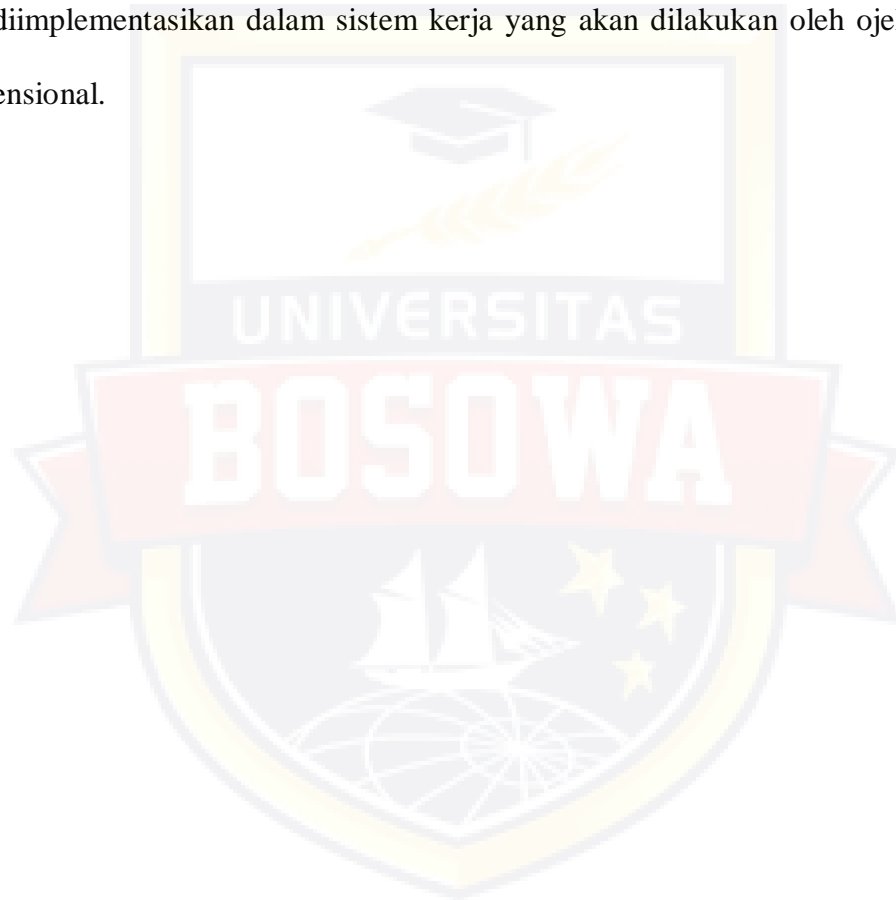 diimplementasikan dalam sistem kerja yang akan dilakukan oleh oje
ensional.
UNIVERSITAS
BOSOWA